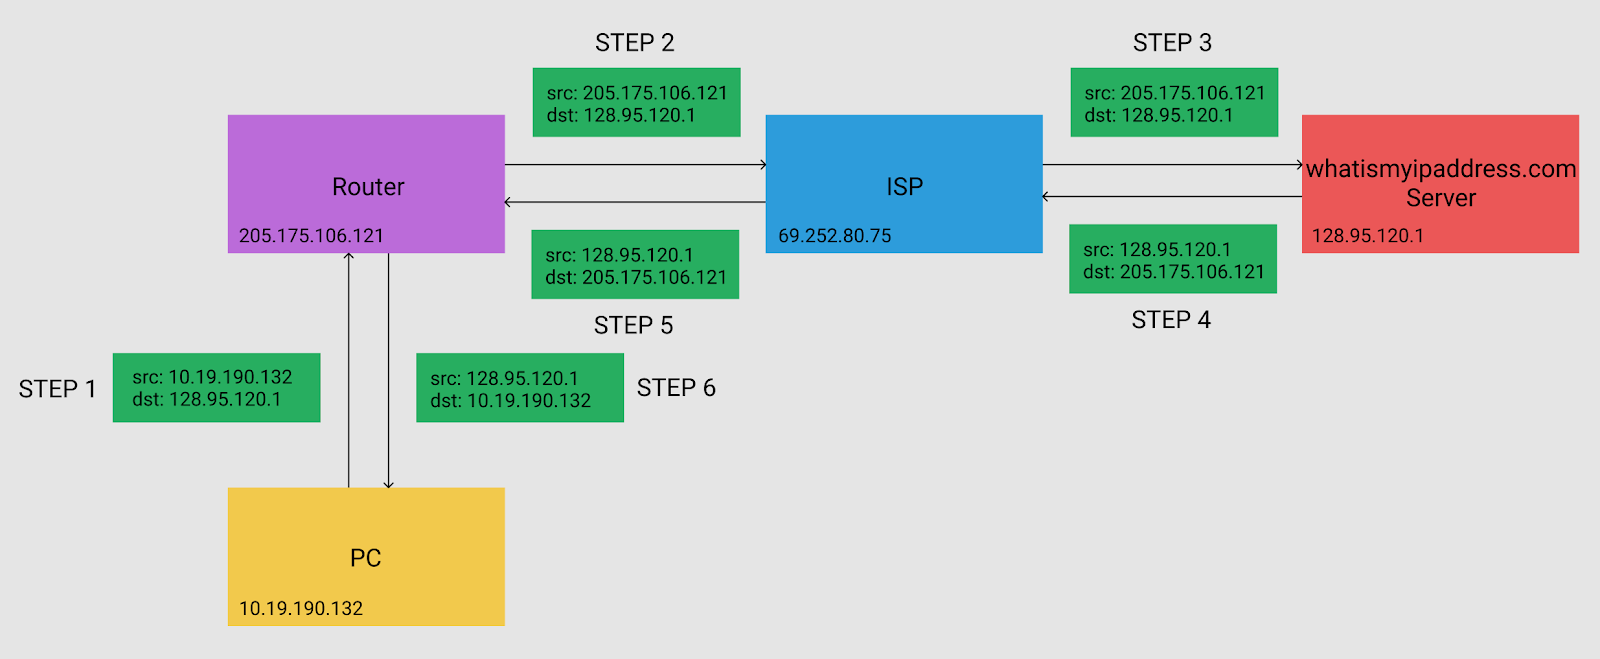 STEP 2
STEP 3
src: 205.175.106.121
dst: 128.95.120.1
src: 205.175.106.121
dst: 128.95.120.1
Router
205.175.106.121
ISP
69.252.80.75
whatismyipaddress.com
Server
128.95.120.1
src: 128.95.120.1
dst: 205.175.106.121
STEP 5
src: 128.95.120.1
dst: 205.175.106.121
STEP 4
STEP 1
src: 10.19.190.132
dst: 128.95.120.1
src: 128.95.120.1
dst: 10.19.190.132
STEP 6
PC
10.19.190.132